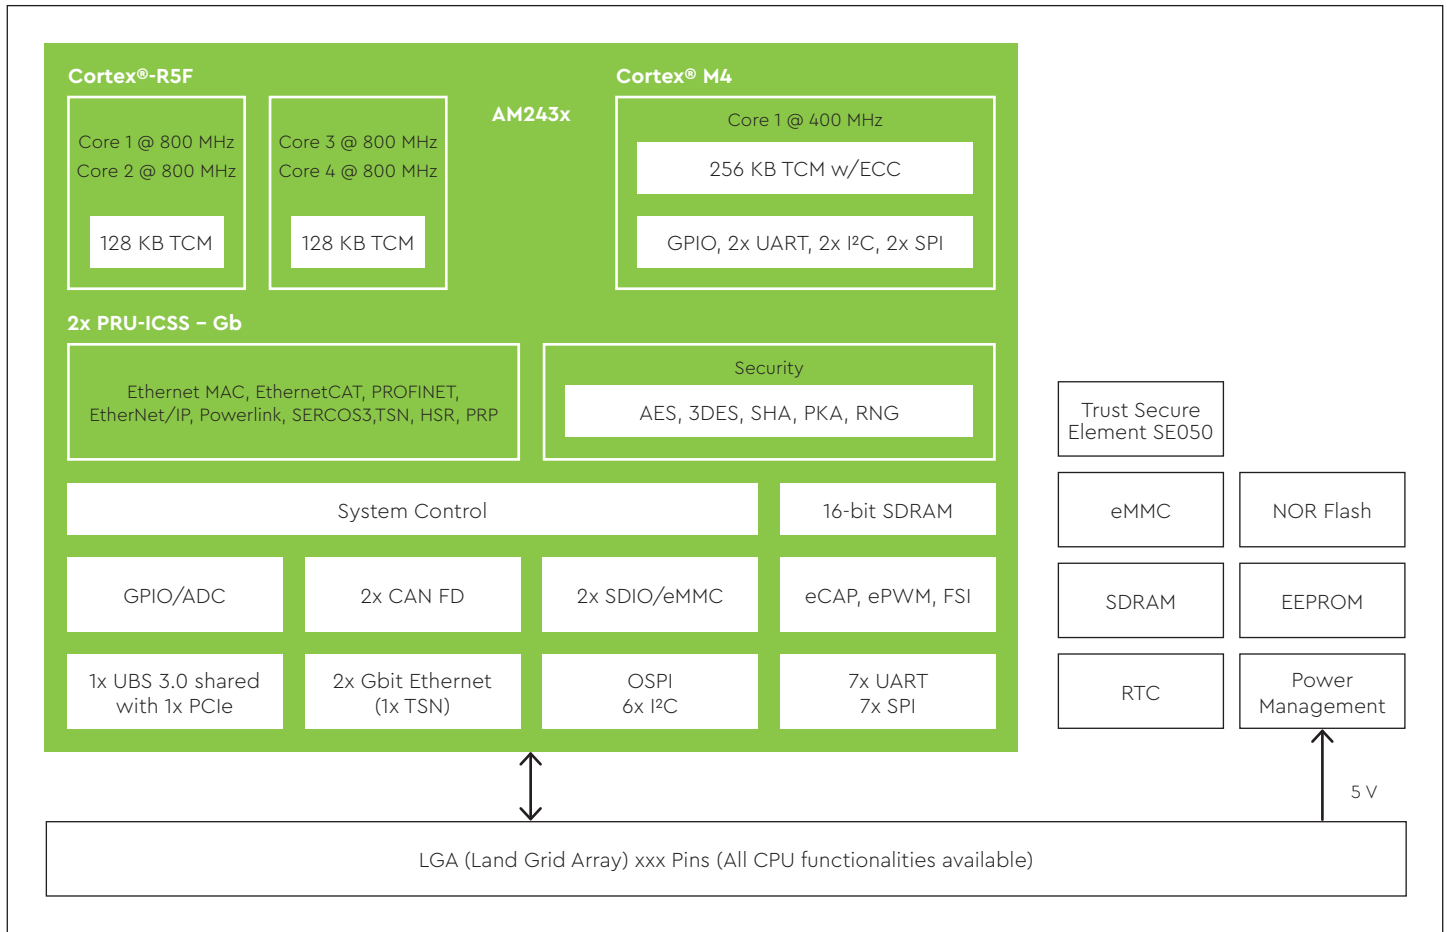 Cortex®-R5F
Core 1 @ 800 MHz
Core 2 @ 800 MHz
128 KB TCM
Core 3 @ 800 MHz
Core 4 @ 800 MHz
128 KB TCM
AM243x
Cortex® M4
Core 1 @ 400 MHz
256 KB TCM w/ECC
GPIO, 2x UART, 2x I²C, 2x SPI
2x PRU-ICSS – Gb
Ethernet MAC, EthernetCAT, PROFINET,
EtherNet/IP, Powerlink, SERCOS3,TSN, HSR, PRP
Security
AES, 3DES, SHA, PKA, RNG
System Control
16-bit SDRAM
GPIO/ADC
2x CAN FD
2x SDIO/eMMC
eCAP, ePWM, FSI
1x UBS 3.0 shared
with 1x PCIe
2x Gbit Ethernet
(1x TSN)
OSPI
6x I²C
7x UART
7x SPI
Trust Secure
Element SE050
eMMC
NOR Flash
SDRAM
EEPROM
RTC
Power
Management
5 V
LGA (Land Grid Array) xxx Pins (All CPU functionalities available)